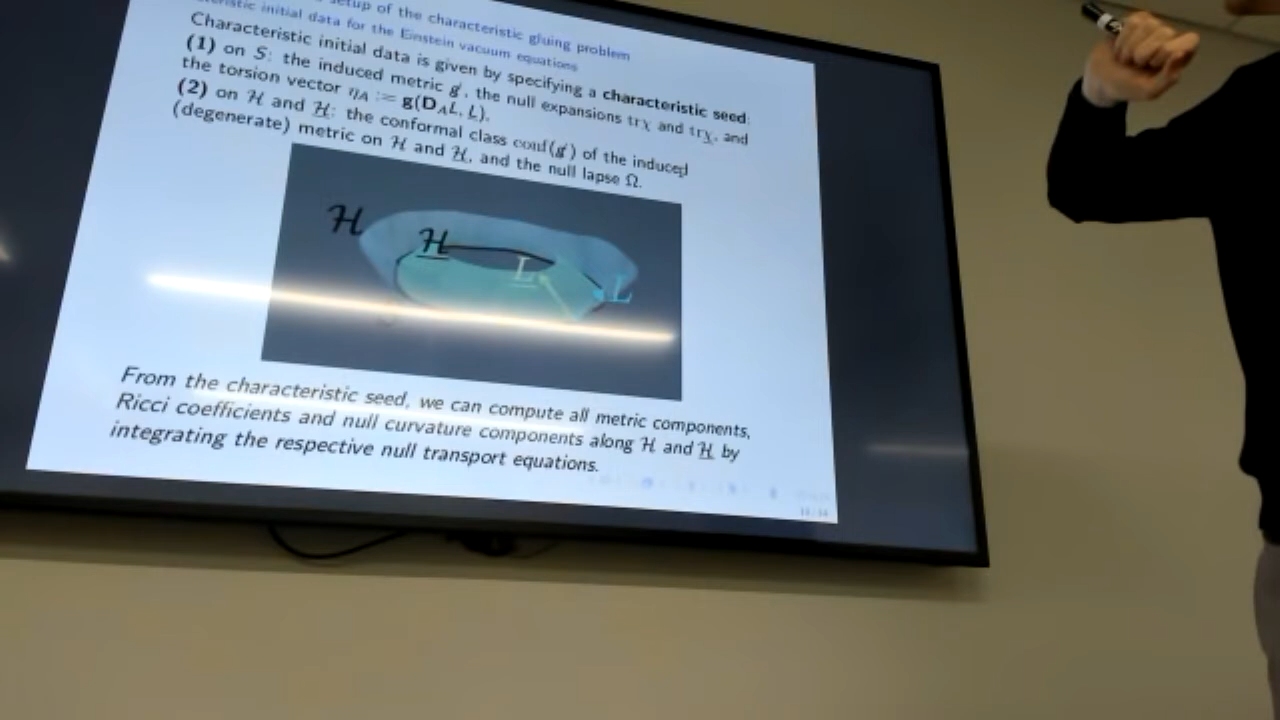 setup of the characteristic gluing problem
initial data for the Einstein vacuum equations
Characteristic initial data is given by specifying a characteristic seed:
(1) on S: the induced metric g̸, the null expansions trχ and trχ̲, and
the torsion vector η_A := g(D_A L, L̲).
(2) on ℋ and ℋ̲: the conformal class conf(g̸) of the induced
(degenerate) metric on ℋ and ℋ̲, and the null lapse Ω.
ℋ
ℋ̲
L̲
L
From the characteristic seed, we can compute all metric components,
Ricci coefficients and null curvature components along ℋ and ℋ̲ by
integrating the respective null transport equations.